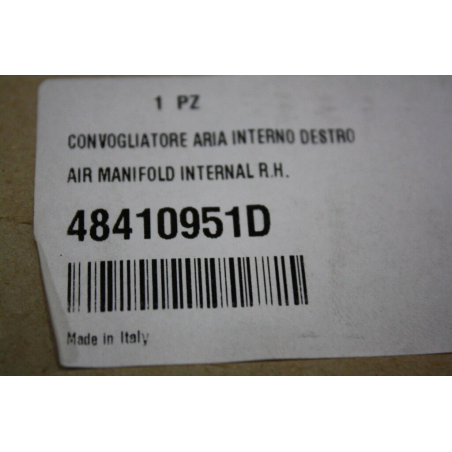 1 PZ
CONVOGLIATORE ARIA INTERNO DESTRO
AIR MANIFOLD INTERNAL R.H.
48410951D
Made in Italy